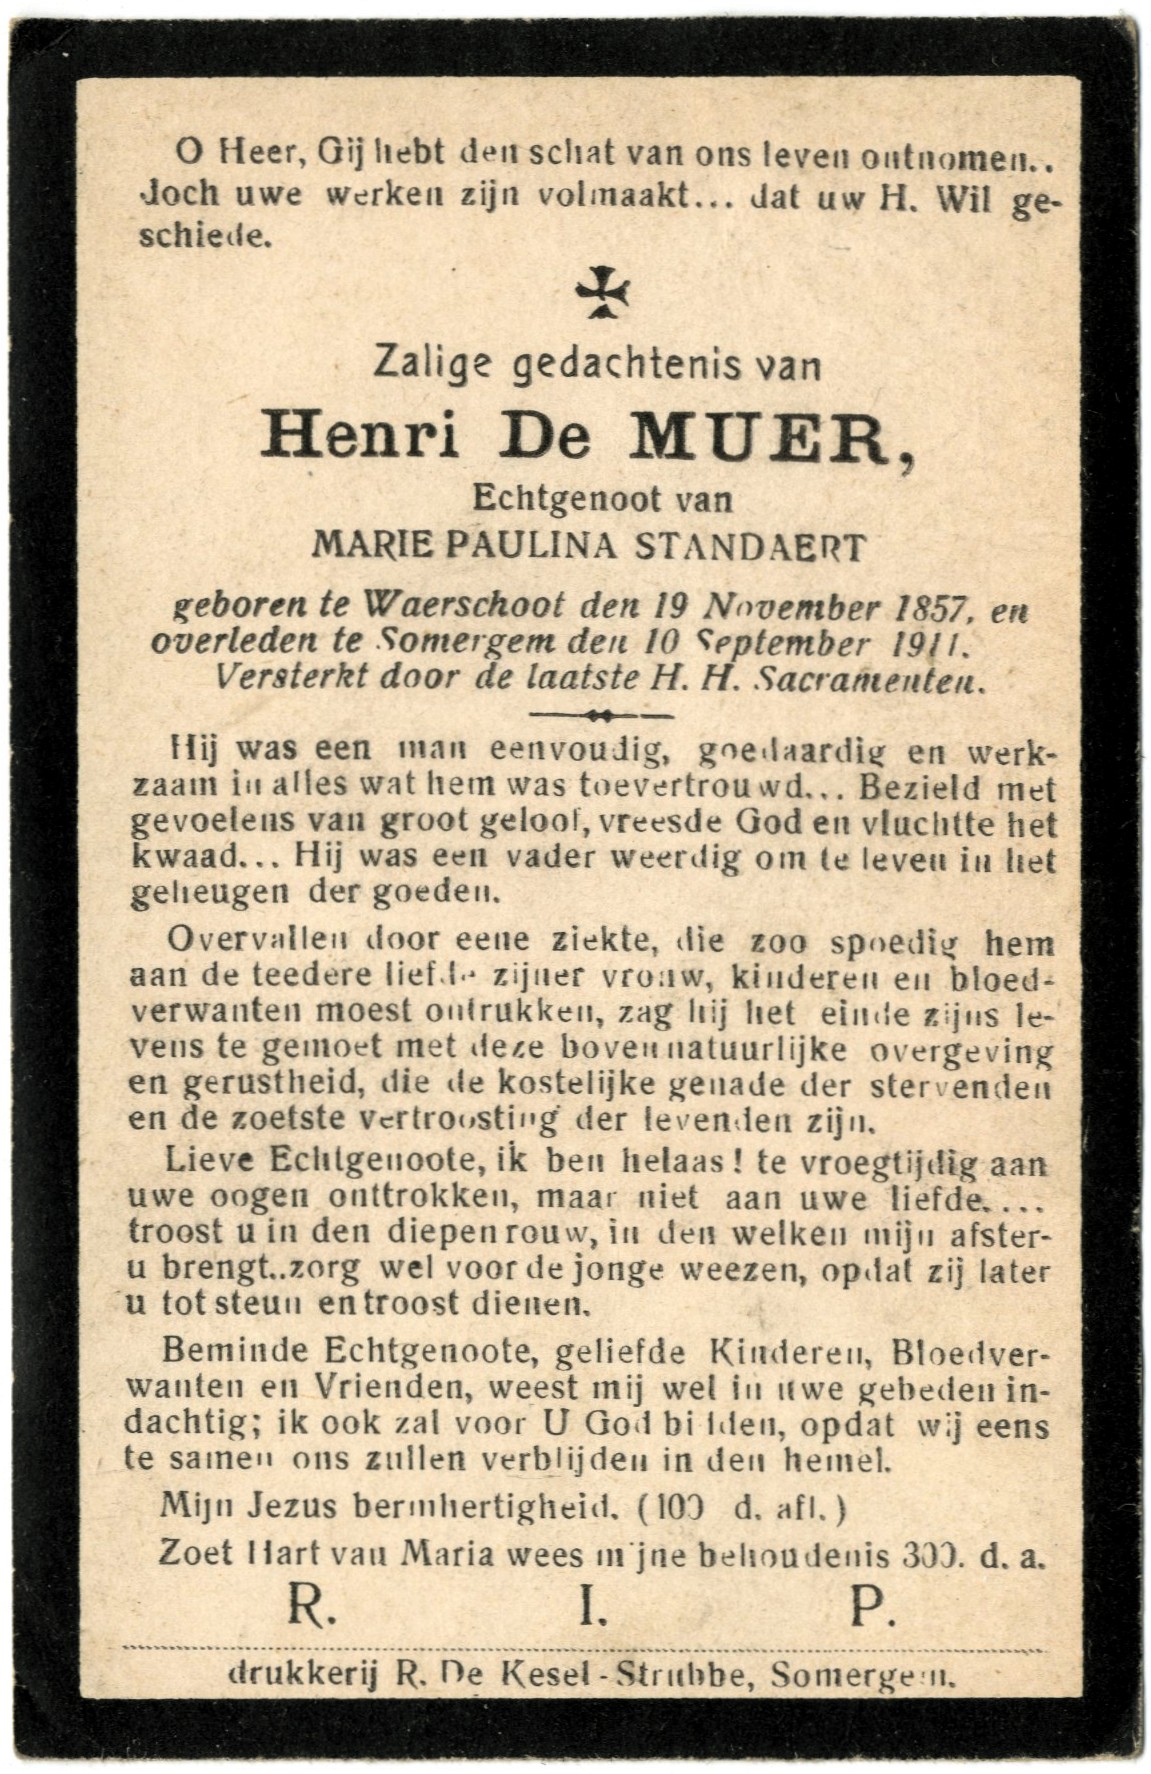 O Heer, Gij hebt den schat van ons leven ontnomen..
Joch uwe werken zijn volmaakt... dat uw H. Wil ge-
schiede.
Zalige gedachtenis van
Henri De MUER,
Echtgenoot van
MARIE PAULINA STANDAERT
geboren te Waerschoot den 19 November 1857, en
overleden te Somergem den 10 September 1911.
Versterkt door de laatste H. H. Sacramenten.
Hij was een man eenvoudig, goedaardig en werk-
zaam in alles wat hem was toevertrouwd... Bezield met
gevoelens van groot geloof, vreesde God en vluchtte het
kwaad... Hij was een vader weerdig om te leven in het
geheugen der goeden.
Overvallen door eene ziekte, die zoo spoedig hem
aan de teedere liefde zijner vrouw, kinderen en bloed-
verwanten moest ontrukken, zag hij het einde zijns le-
vens te gemoet met deze bovennatuurlijke overgeving
en gerustheid, die de kostelijke genade der stervenden
en de zoetste vertroosting der levenden zijn.
Lieve Echtgenoote, ik ben helaas! te vroegtijdig aan
uwe oogen onttrokken, maar niet aan uwe liefde....
troost u in den diepen rouw, in den welken mijn afster-
u brengt..zorg wel voor de jonge weezen, opdat zij later
u tot steun en troost dienen.
Beminde Echtgenoote, geliefde Kinderen, Bloedver-
wanten en Vrienden, weest mij wel in uwe gebeden in-
dachtig; ik ook zal voor U God bidden, opdat wij eens
te samen ons zullen verblijden in den hemel.
Mijn Jezus bermhertigheid. (100 d. afl.)
Zoet Hart van Maria wees mijne behoudenis 300. d. a.
R. I. P.
drukkerij R. De Kesel-Strubbe, Somergem.